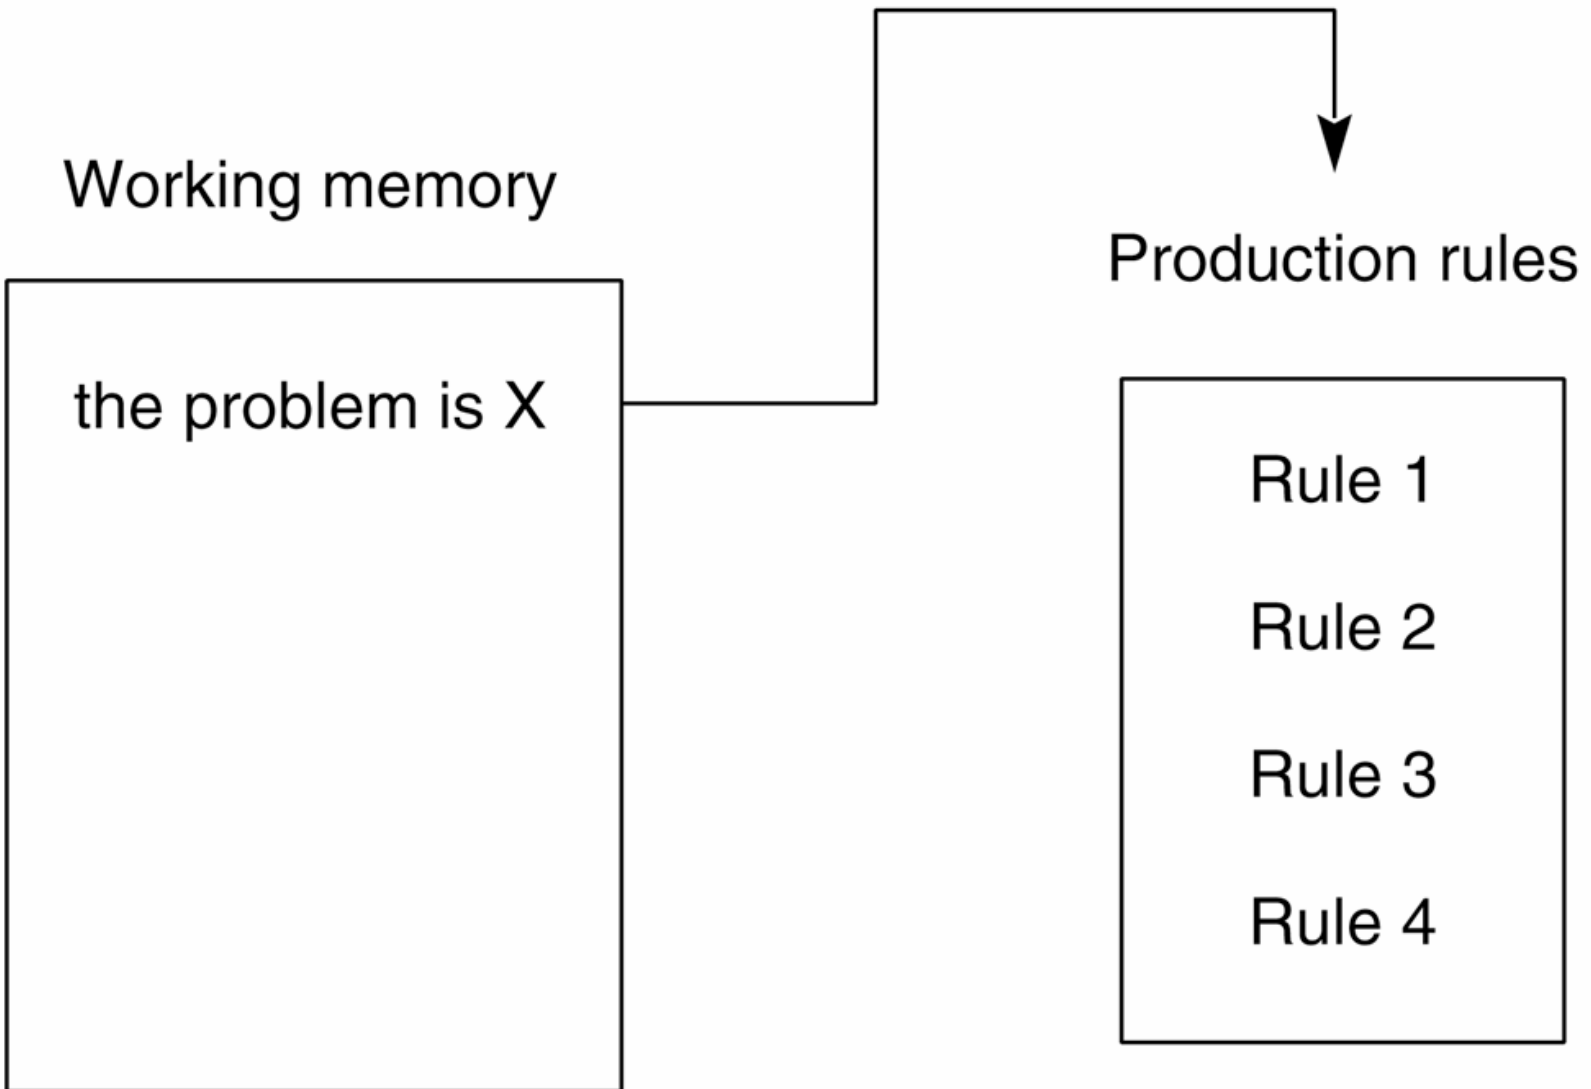 Working memory
the problem is X
Production rules
Rule 1
Rule 2
Rule 3
Rule 4